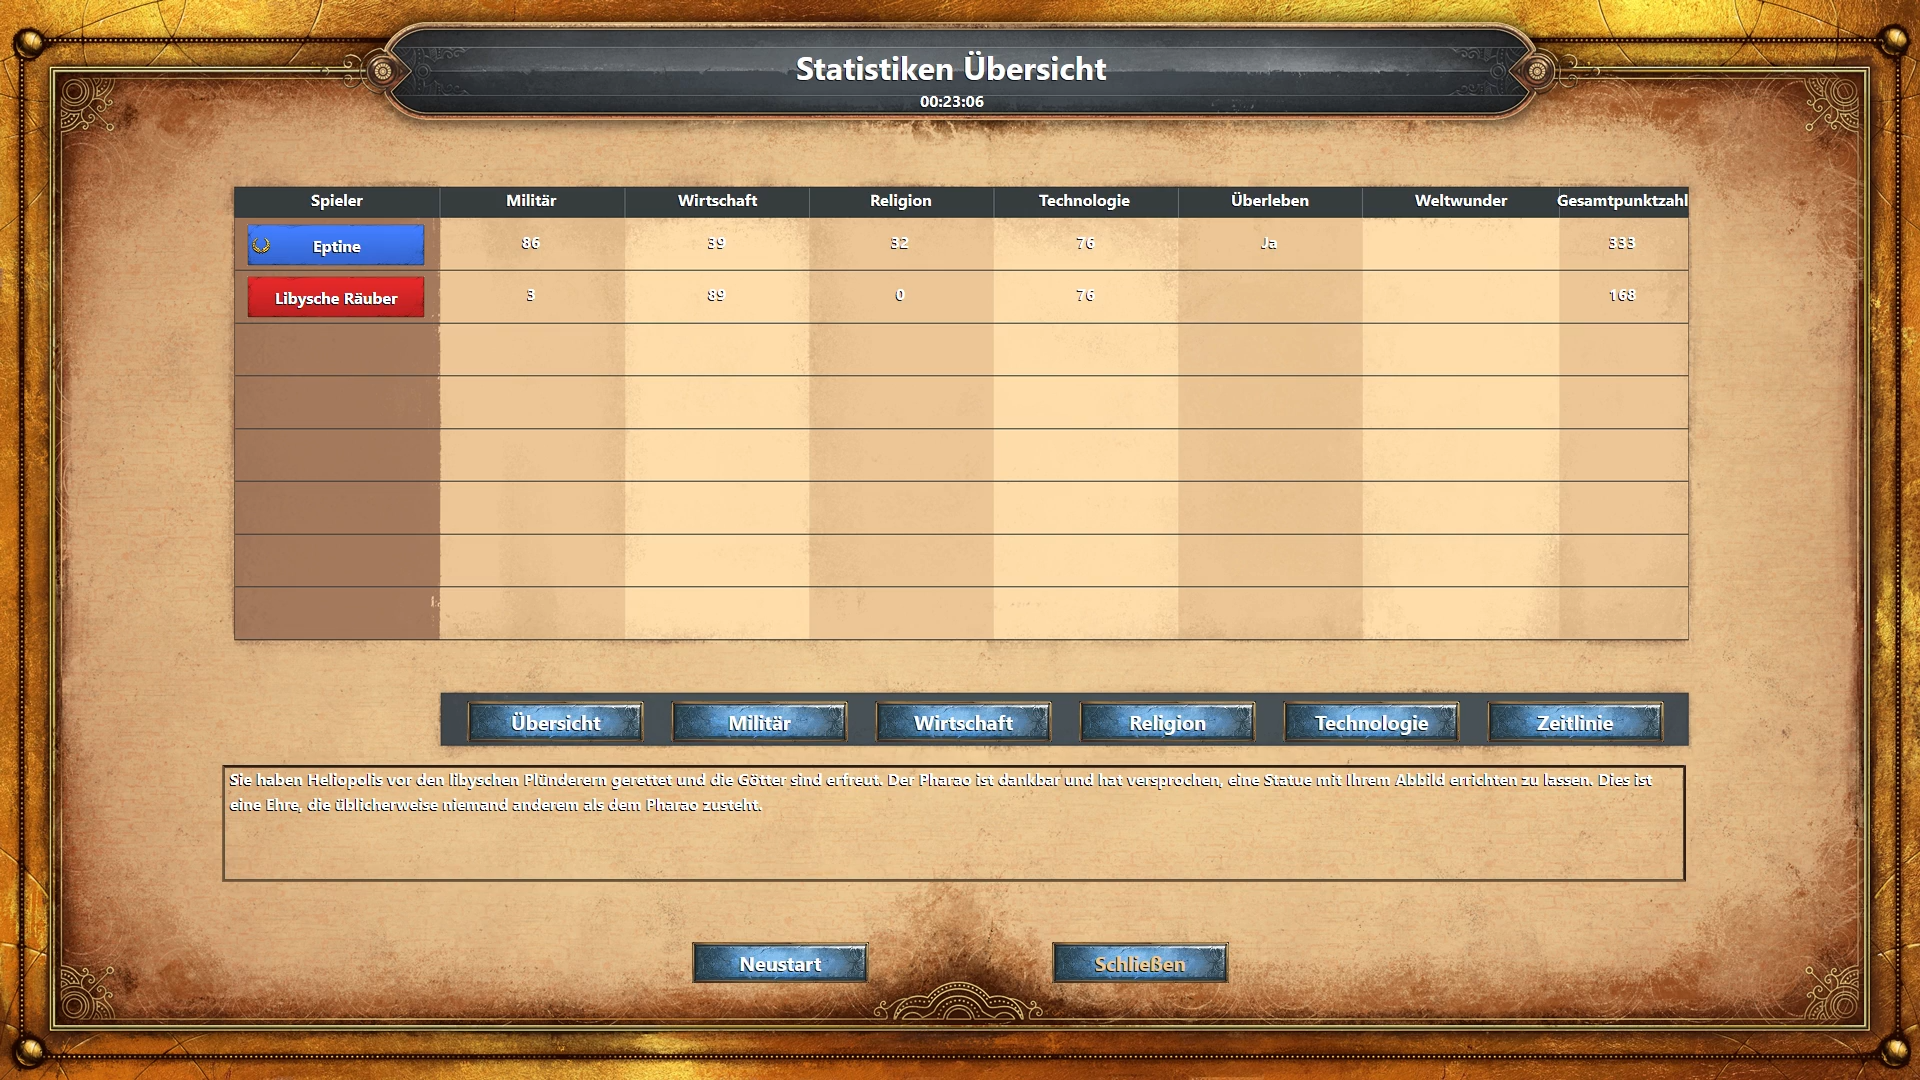 Statistiken Übersicht
00:23:06
Spieler Militär Wirtschaft Religion Technologie Überleben Weltwunder Gesamtpunktzahl
Eptine 86 39 32 76 Ja 333
Libysche Räuber 3 89 0 76 168
Übersicht Militär Wirtschaft Religion Technologie Zeitlinie
Sie haben Heliopolis vor den libyschen Plünderern gerettet und die Götter sind erfreut. Der Pharao ist dankbar und hat versprochen, eine Statue mit Ihrem Abbild errichten zu lassen. Dies ist
eine Ehre, die üblicherweise niemand anderem als dem Pharao zusteht.
Neustart Schließen